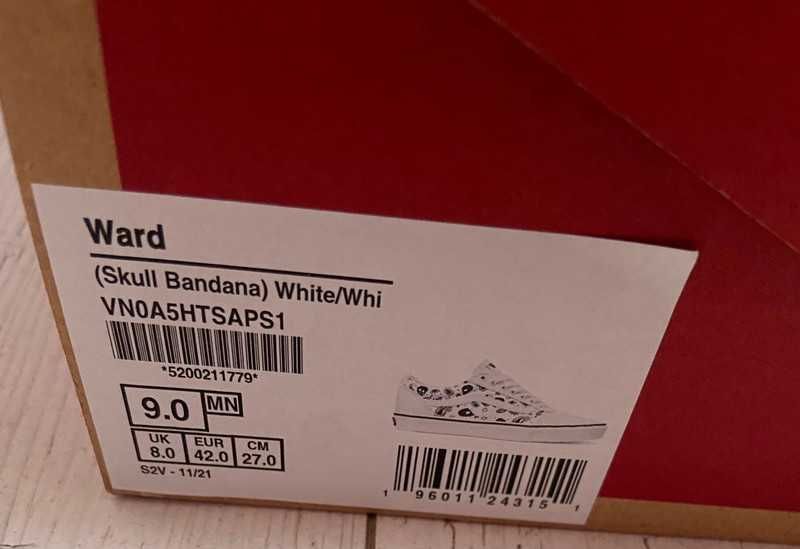 Ward
(Skull Bandana) White/Whi
VN0A5HTSAPS1
*5200211779*
9.0 MN
UK EUR CM
8.0 42.0 27.0
S2V - 11/21
1 96011 24315 1